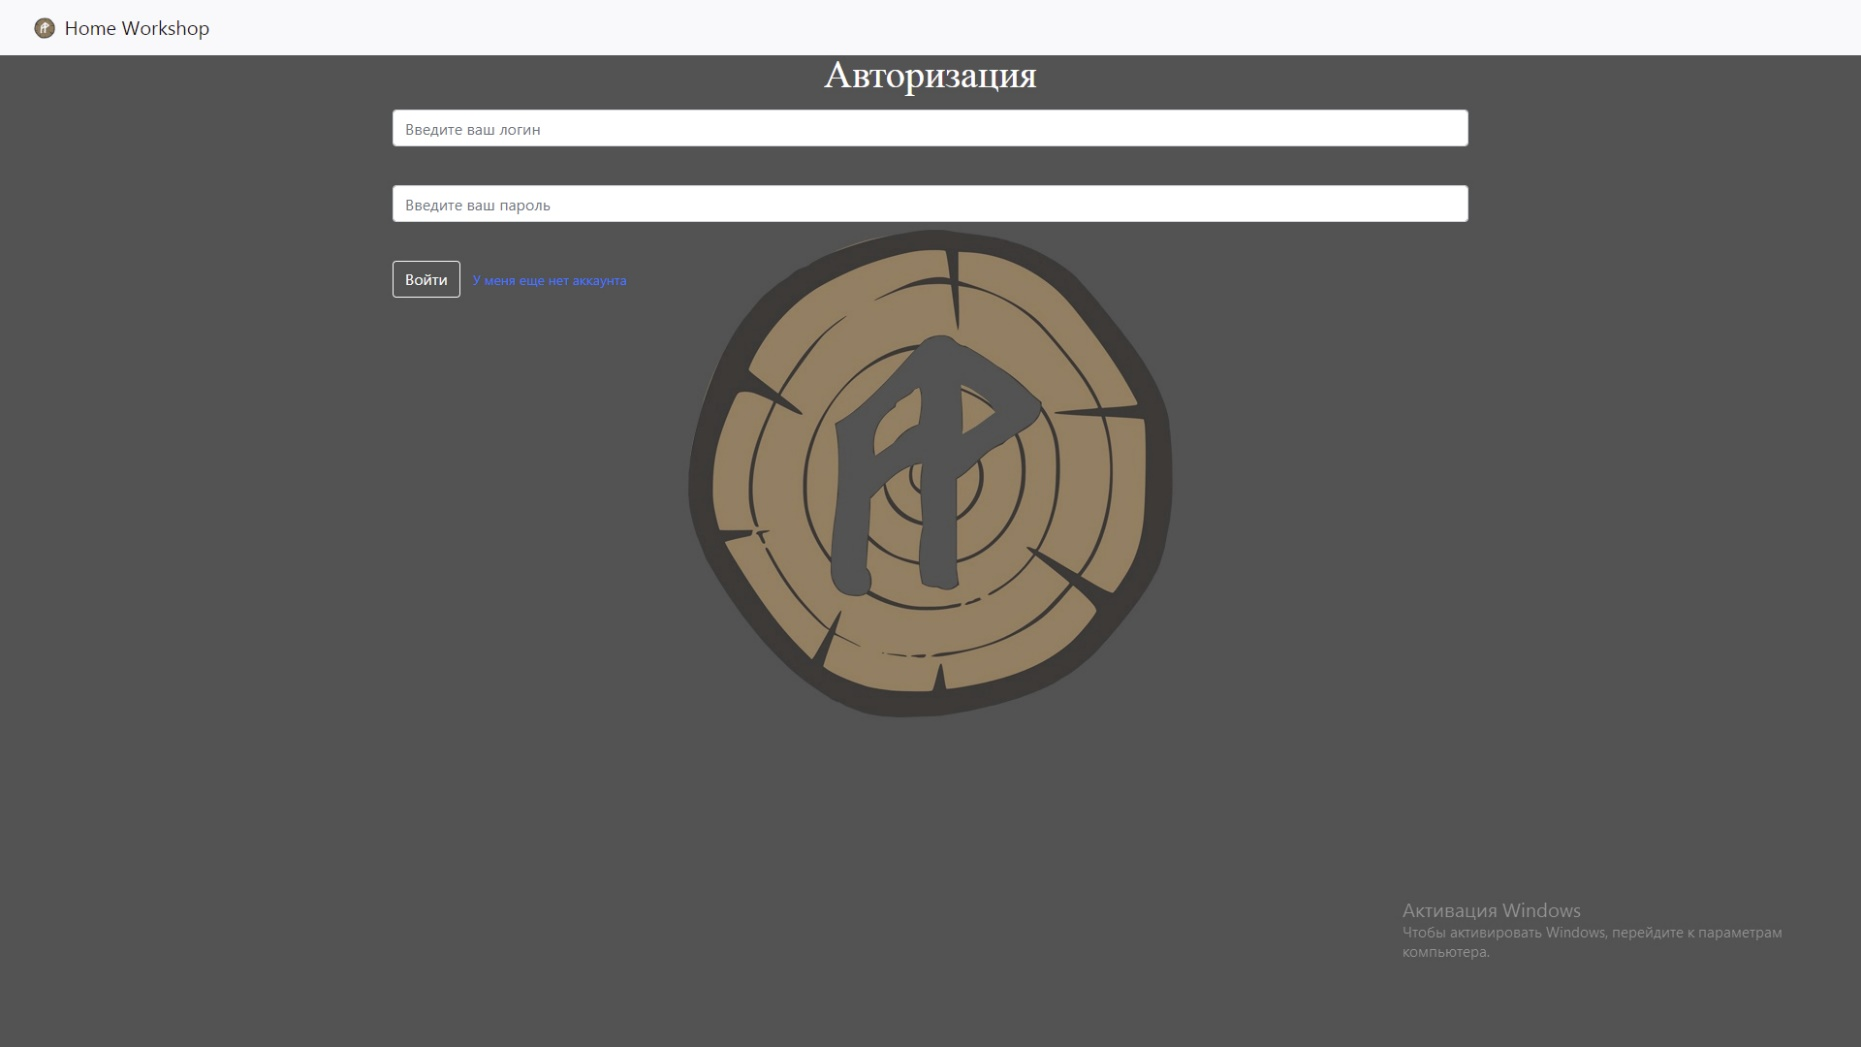 Home Workshop
Авторизация
Введите ваш логин
Введите ваш пароль
Войти У меня еще нет аккаунта
Активация Windows
Чтобы активировать Windows, перейдите к параметрам
компьютера.